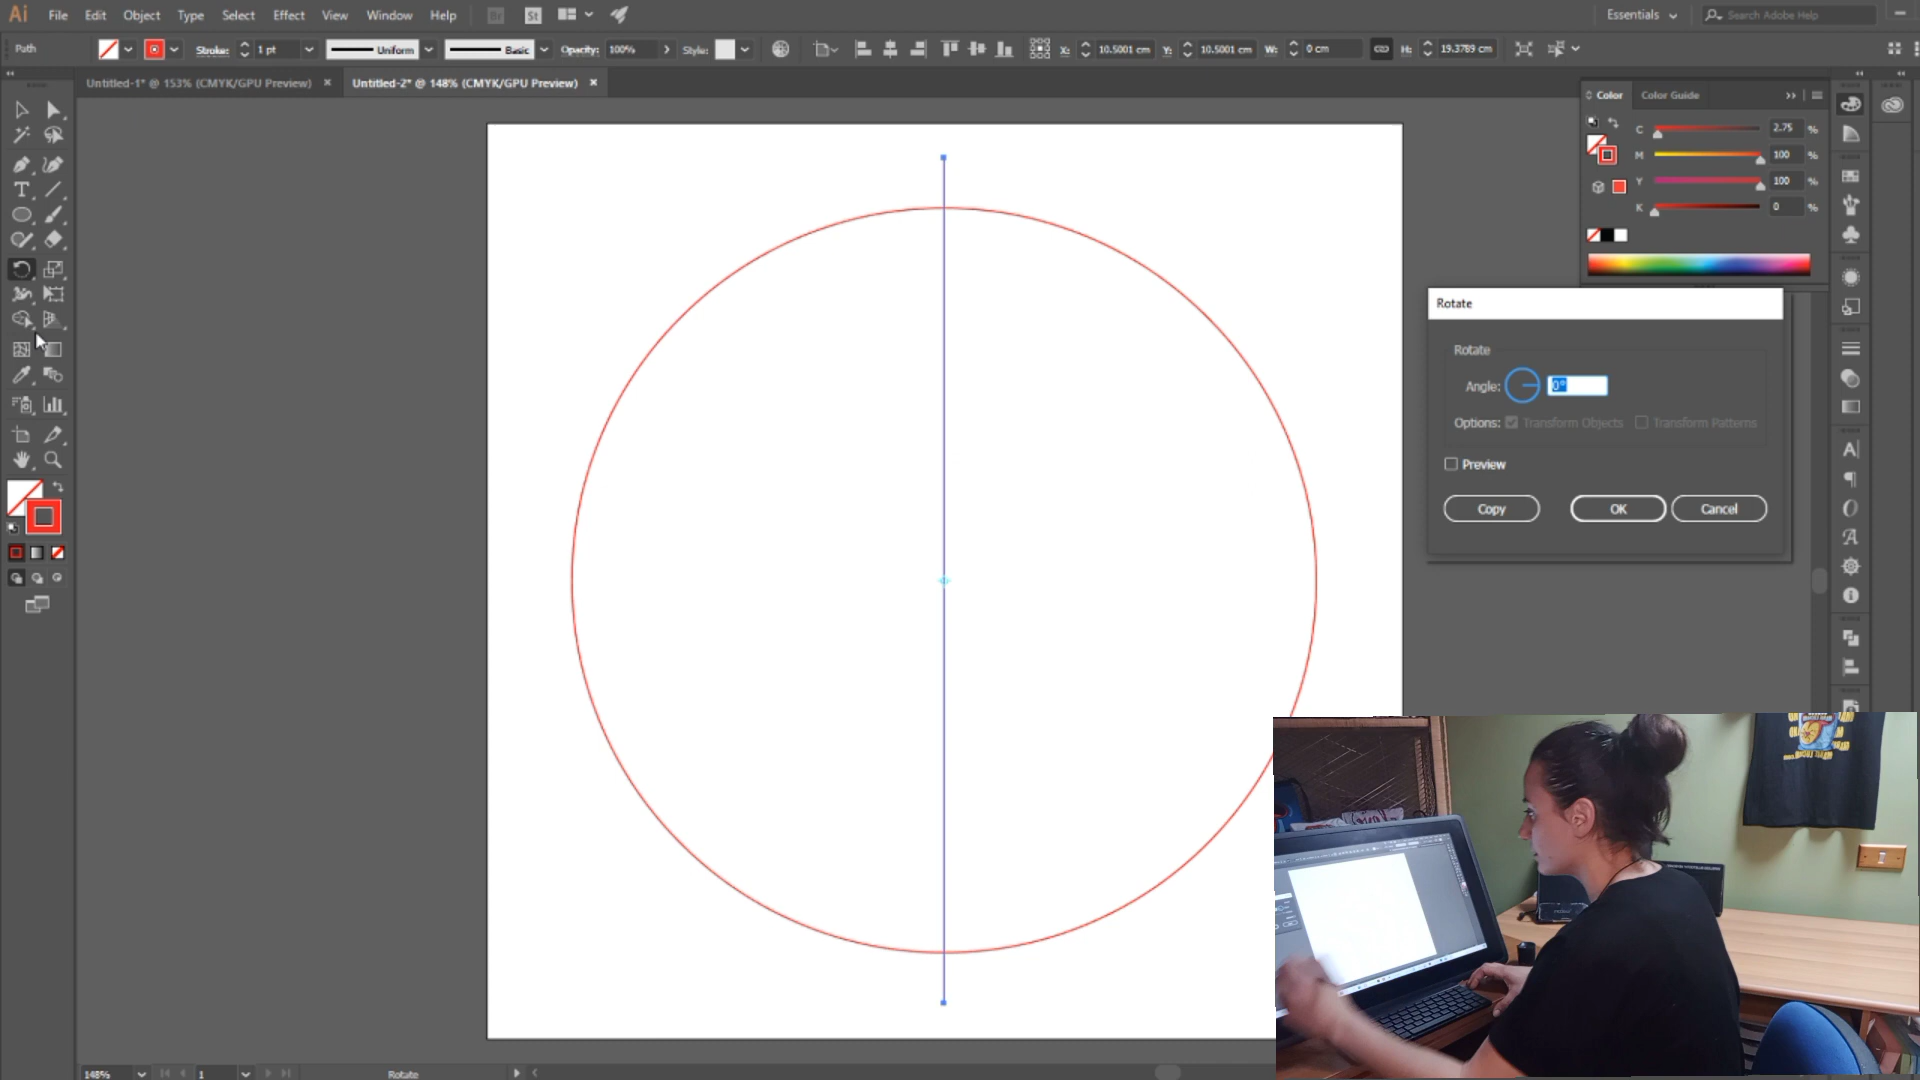 Ai File Edit Object Type Select Effect View Window Help Br St Essentials Search Adobe Help
Path Stroke: 1 pt Uniform Basic Opacity: 100% Style: X: 10.5001 cm Y: 10.5001 cm W: 0 cm H: 19.3789 cm
Untitled-1* @ 153% (CMYK/GPU Preview) × Untitled-2* @ 148% (CMYK/GPU Preview) ×
Color Color Guide
C 2.75 %
M 100 %
Y 100 %
K 0 %
Rotate
Rotate
Angle: 0°
Options: Transform Objects Transform Patterns
Preview
Copy OK Cancel
148% 1 Rotate